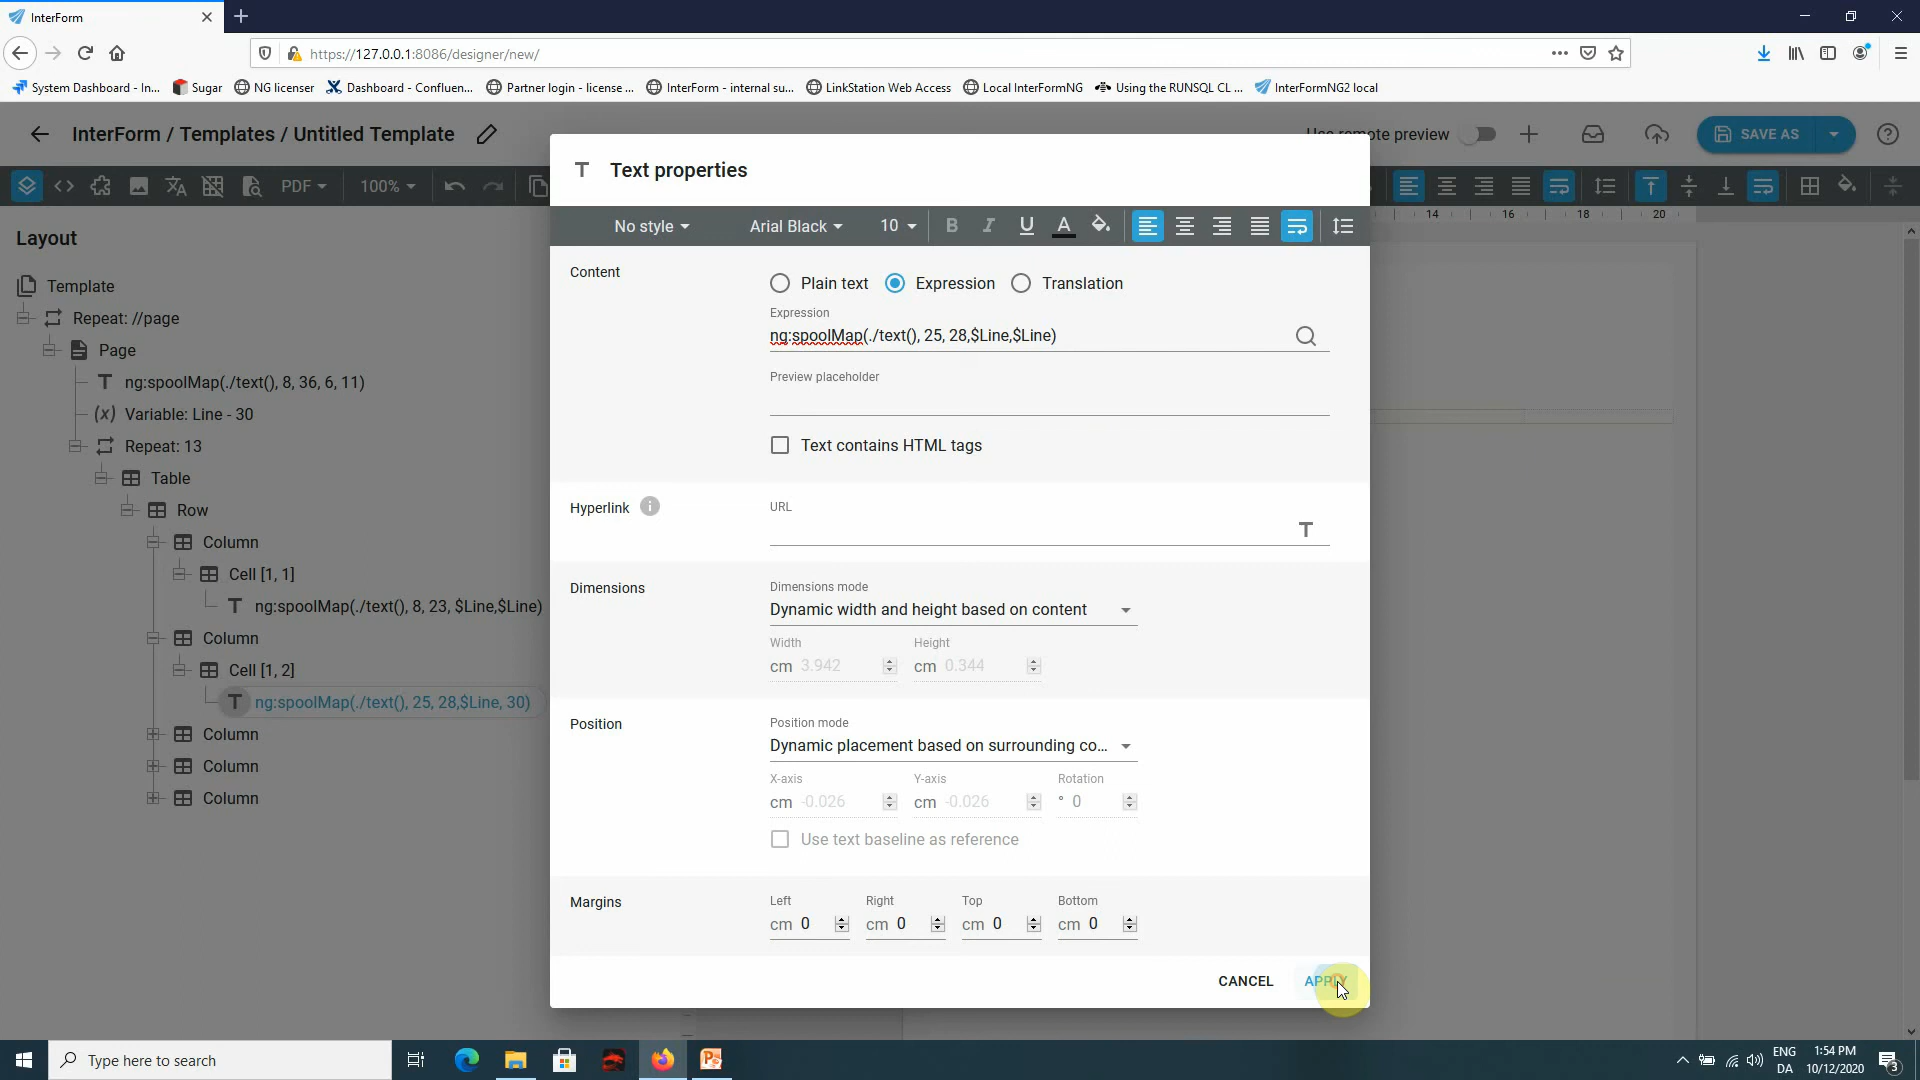 InterForm
https://127.0.0.1:8086/designer/new/
System Dashboard - In... Sugar NG licenser Dashboard - Confluen... Partner login - license ... InterForm - internal su... LinkStation Web Access Local InterFormNG Using the RUNSQL CL ... InterFormNG2 local
InterForm / Templates / Untitled Template
Use remote preview
SAVE AS
PDF 100%
14 16 18 20
Layout
Template
Repeat: //page
Page
ng:spoolMap(./text(), 8, 36, 6, 11)
Variable: Line - 30
Repeat: 13
Table
Row
Column
Cell [1, 1]
ng:spoolMap(./text(), 8, 23, $Line,$Line)
Column
Cell [1, 2]
ng:spoolMap(./text(), 25, 28,$Line, 30)
Column
Column
Column
Text properties
No style Arial Black 10 B I U A
Content
Plain text Expression Translation
Expression
ng:spoolMap(./text(), 25, 28,$Line,$Line)
Preview placeholder
Text contains HTML tags
Hyperlink
URL
Dimensions
Dimensions mode
Dynamic width and height based on content
Width Height
cm 3.942 cm 0.344
Position
Position mode
Dynamic placement based on surrounding co...
X-axis Y-axis Rotation
cm -0.026 cm -0.026 ° 0
Use text baseline as reference
Margins
Left Right Top Bottom
cm 0 cm 0 cm 0 cm 0
CANCEL APPLY
Type here to search
ENG
DA
1:54 PM
10/12/2020
3